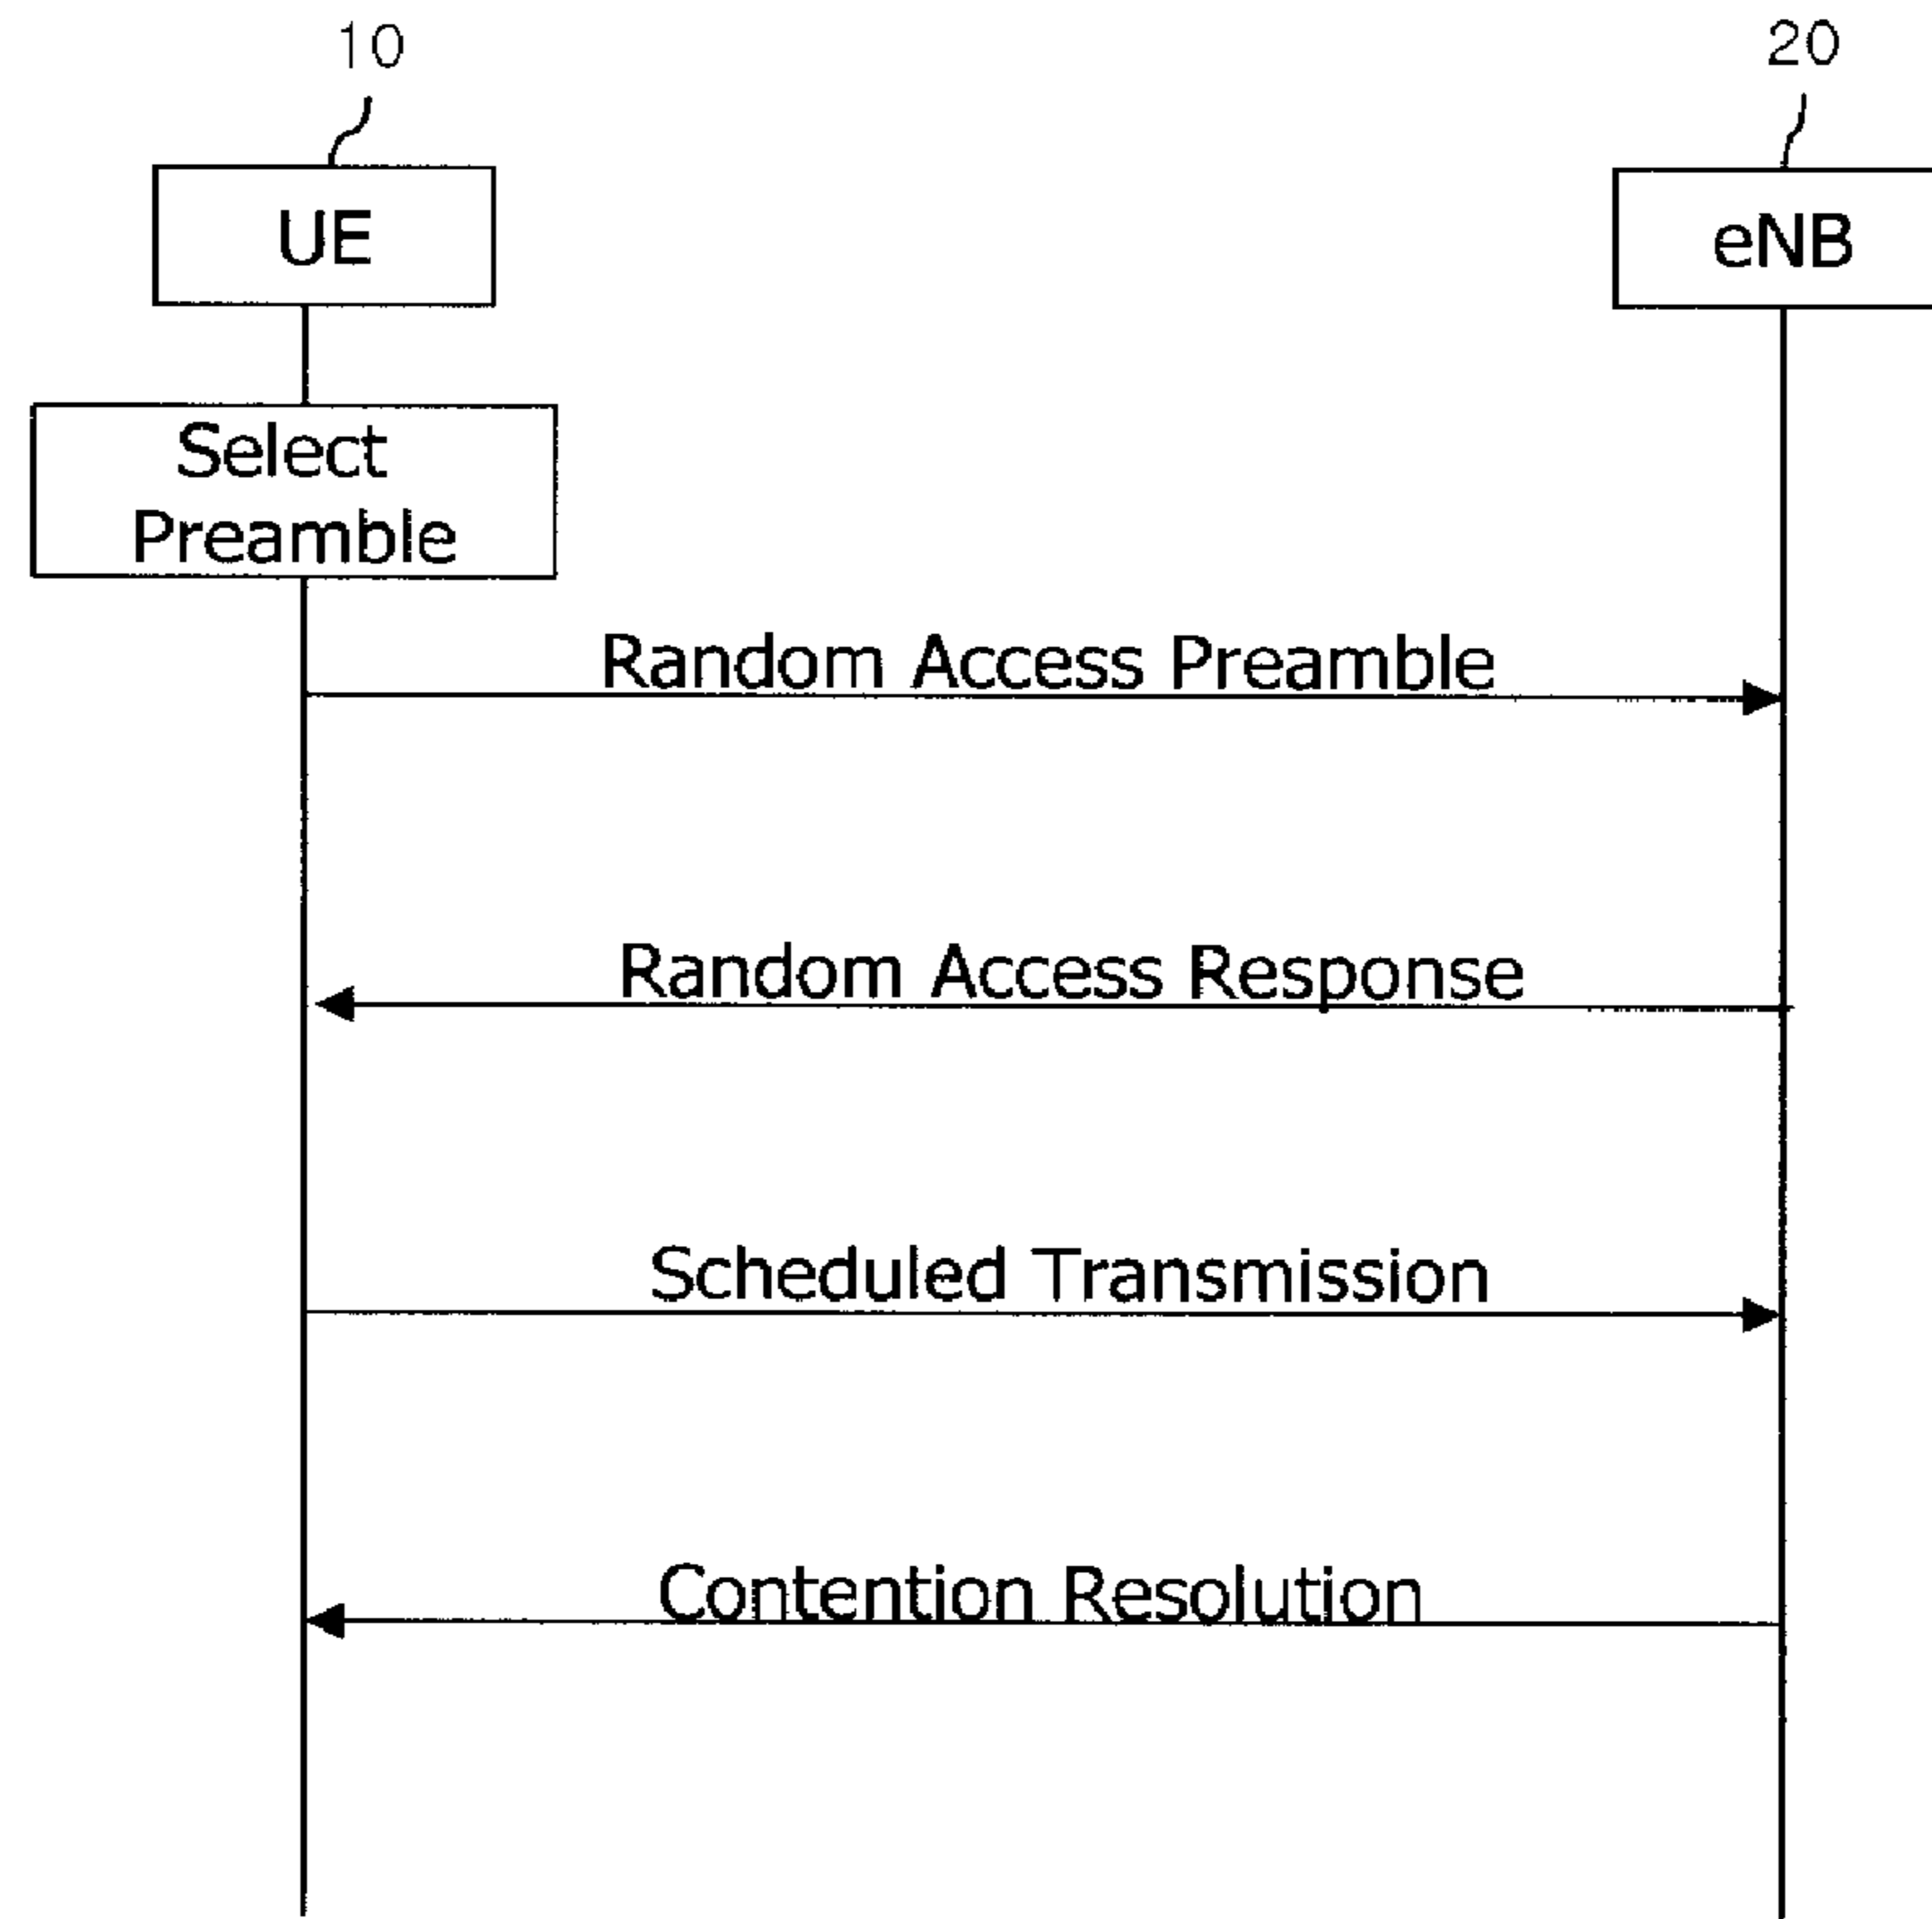 10
20
UE
eNB
Select
Preamble
Random Access Preamble
Random Access Response
Scheduled Transmission
Contention Resolution